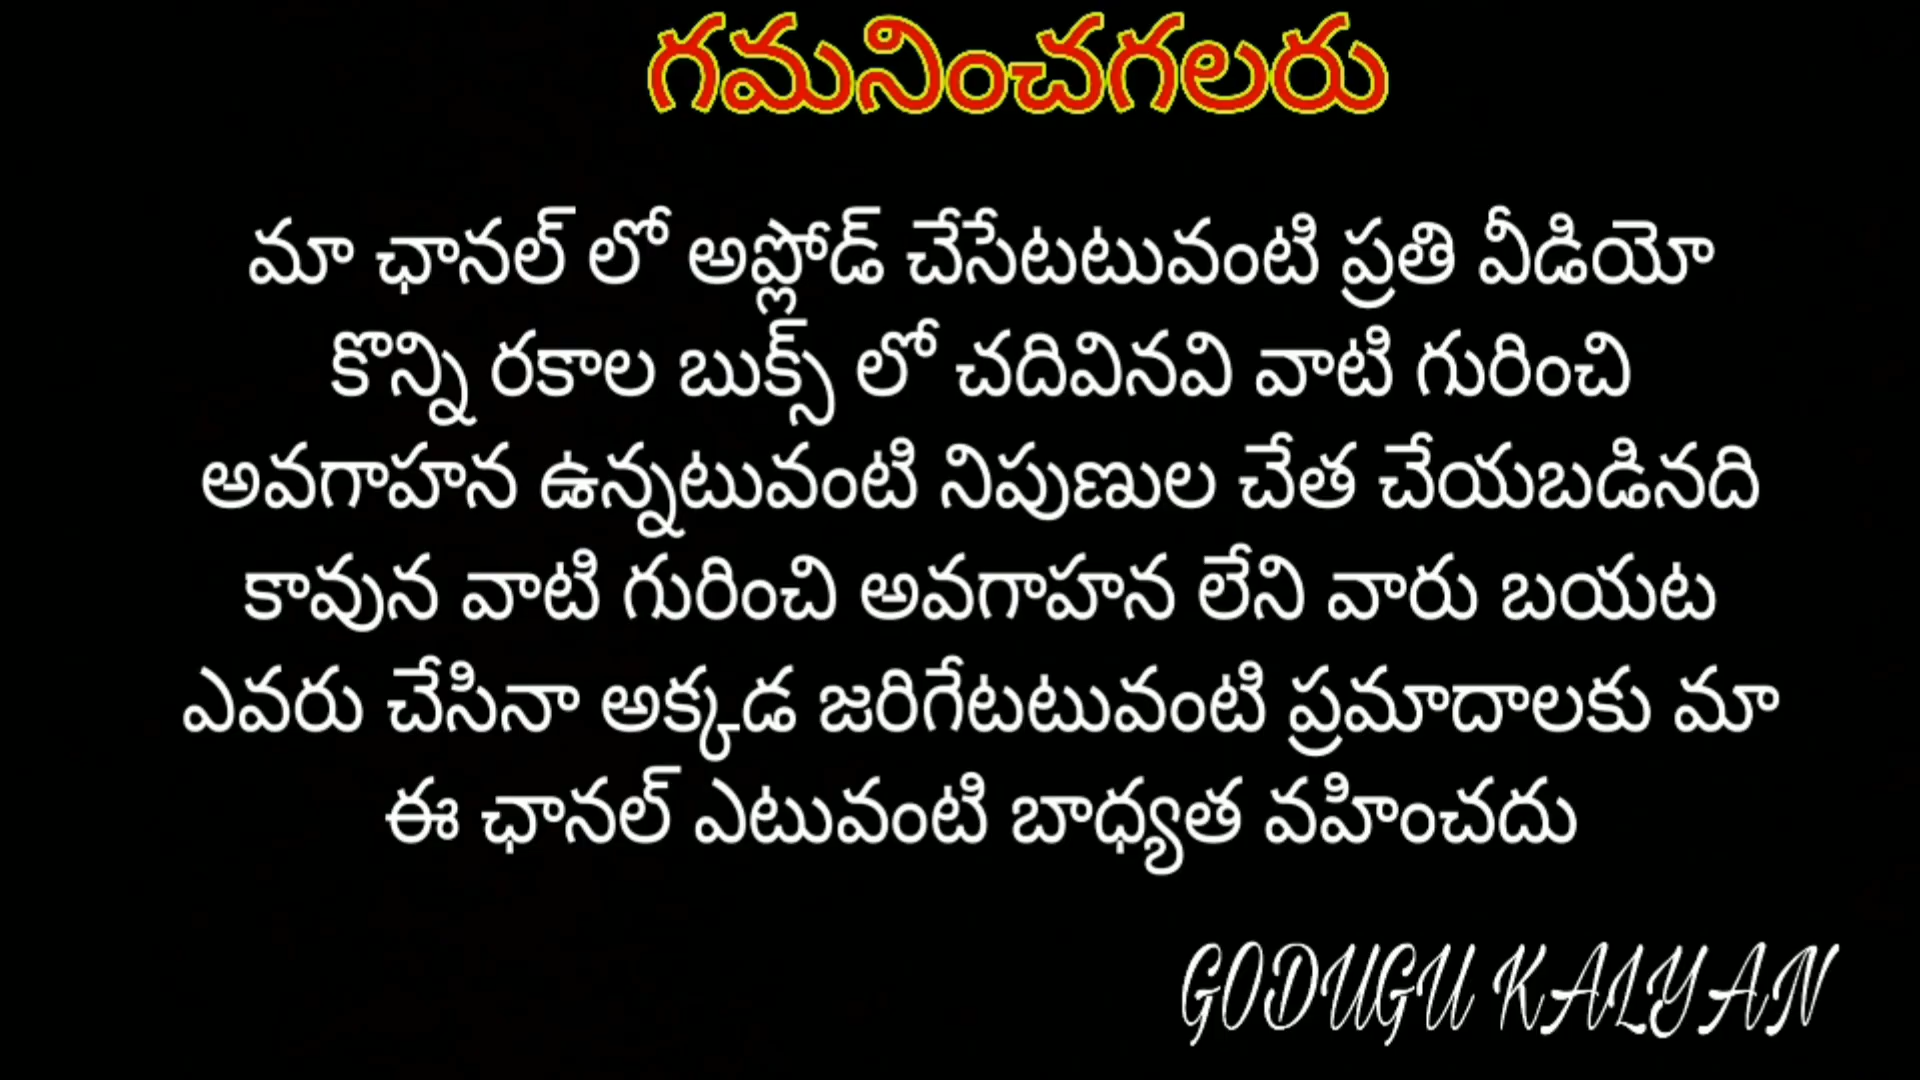 గమనించగలరు
మా ఛానల్ లో అప్లోడ్ చేసేటటువంటి ప్రతి వీడియో
కొన్ని రకాల బుక్స్ లో చదివినవి వాటి గురించి
అవగాహన ఉన్నటువంటి నిపుణుల చేత చేయబడినది
కావున వాటి గురించి అవగాహన లేని వారు బయట
ఎవరు చేసినా అక్కడ జరిగేటటువంటి ప్రమాదాలకు మా
ఈ ఛానల్ ఎటువంటి బాధ్యత వహించదు
GODUGU KALYAN